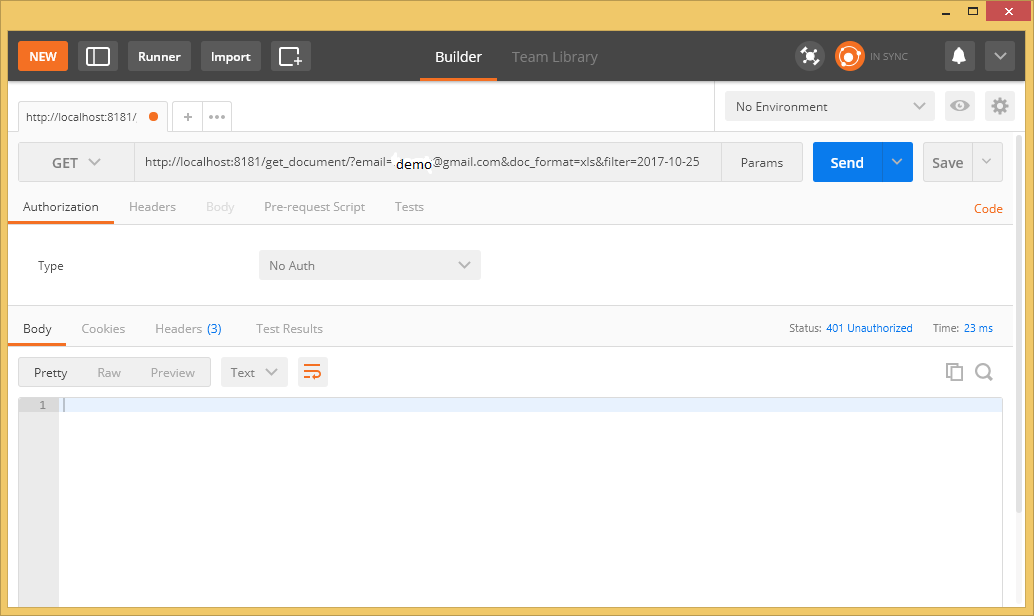 NEW Runner Import Builder Team Library IN SYNC
http://localhost:8181/ + ••• No Environment
GET http://localhost:8181/get_document/?email= demo@gmail.com&doc_format=xls&filter=2017-10-25 Params Send Save
Authorization Headers Body Pre-request Script Tests Code
Type No Auth
Body Cookies Headers (3) Test Results Status: 401 Unauthorized Time: 23 ms
Pretty Raw Preview Text
1